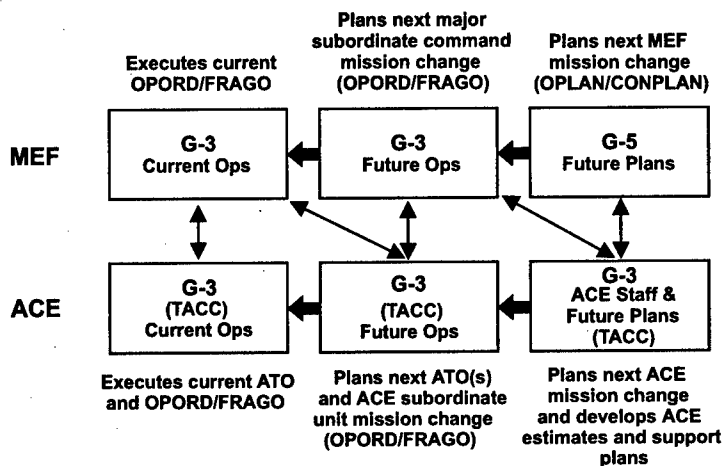 Plans next major
subordinate command
mission change
(OPORD/FRAGO)
Executes current
OPORD/FRAGO
Plans next MEF
mission change
(OPLAN/CONPLAN)
MEF
G-3
Current Ops
G-3
Future Ops
G-5
Future Plans
ACE
G-3
(TACC)
Current Ops
G-3
(TACC)
Future Ops
G-3
ACE Staff &
Future Plans
(TACC)
Executes current ATO
and OPORD/FRAGO
Plans next ATO(s)
and ACE subordinate
unit mission change
(OPORD/FRAGO)
Plans next ACE
mission change
and develops ACE
estimates and support
plans